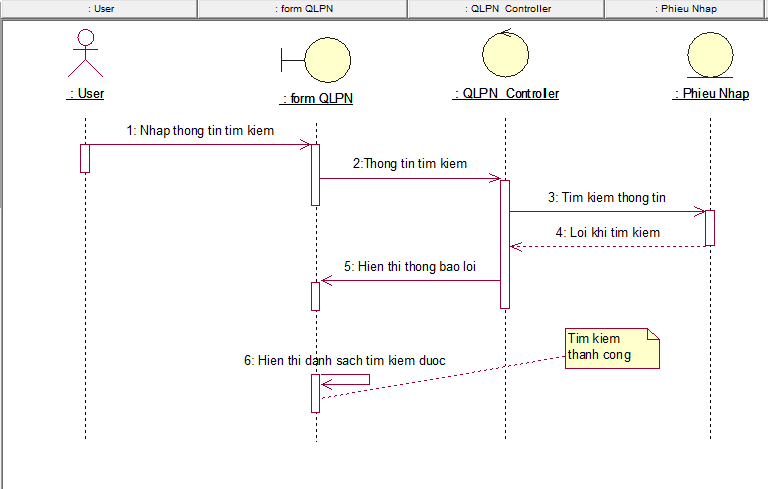 : User
: form QLPN
: QLPN Controller
: Phieu Nhap
: User
: form QLPN
: QLPN Controller
: Phieu Nhap
1: Nhap thong tin tim kiem
2:Thong tin tim kiem
3: Tim kiem thong tin
4: Loi khi tim kiem
5: Hien thi thong bao loi
Tim kiem
thanh cong
6: Hien thi danh sach tim kiem duoc